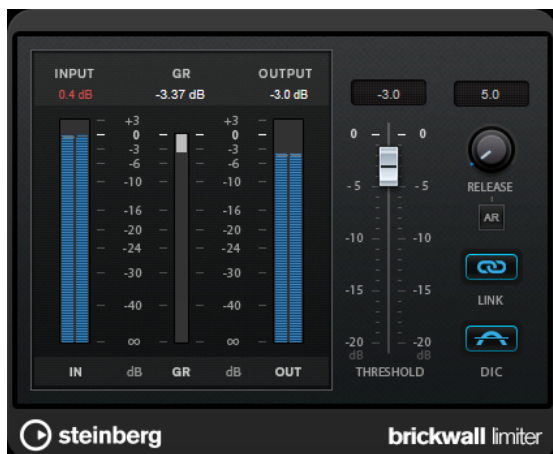 INPUT GR OUTPUT
0.4 dB -3.37 dB -3.0 dB -3.0 5.0
+3 +3
0 0 0 0
-3 -3
-6 -6
-10 -10
-5 -5 RELEASE
-16 -16
AR
-20 -20
-24 -24 -10 -10
-30 -30
-15 -15 LINK
-40 -40
∞ ∞ -20 -20
dB dB
IN dB GR dB OUT THRESHOLD DIC
steinberg brickwall limiter